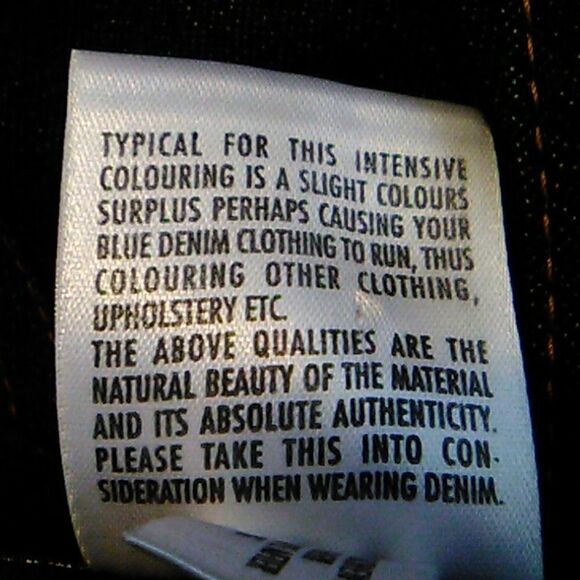 TYPICAL FOR THIS INTENSIVE
COLOURING IS A SLIGHT COLOURS
SURPLUS PERHAPS CAUSING YOUR
BLUE DENIM CLOTHING TO RUN, THUS
COLOURING OTHER CLOTHING,
UPHOLSTERY ETC.
THE ABOVE QUALITIES ARE THE
NATURAL BEAUTY OF THE MATERIAL
AND ITS ABSOLUTE AUTHENTICITY.
PLEASE TAKE THIS INTO CON-
SIDERATION WHEN WEARING DENIM.